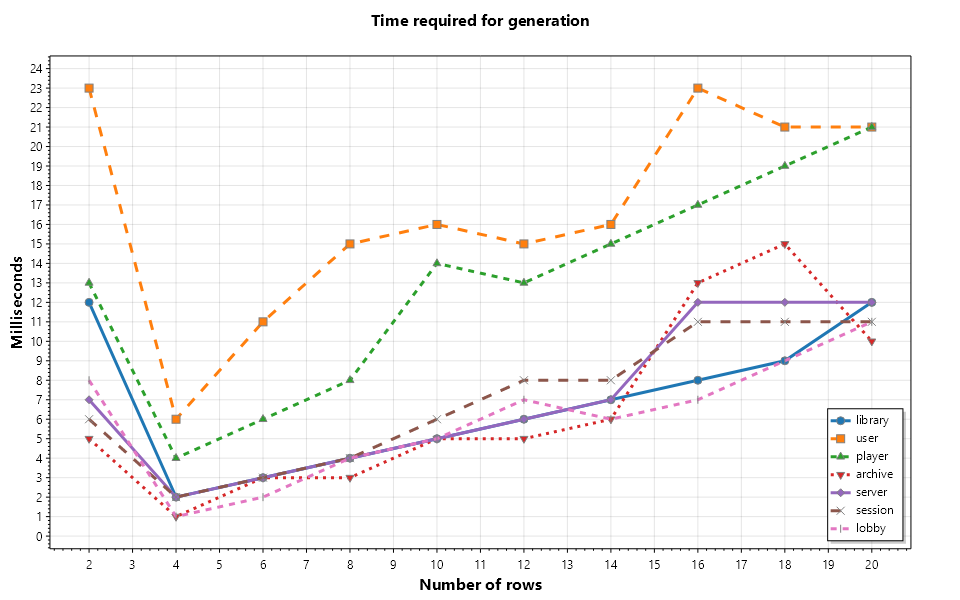 Time required for generation
Milliseconds
24
23
22
21
20
19
18
17
16
15
14
13
12
11
10
9
8
7
6
5
4
3
2
1
0
library
user
player
archive
server
session
lobby
2 3 4 5 6 7 8 9 10 11 12 13 14 15 16 17 18 19 20
Number of rows